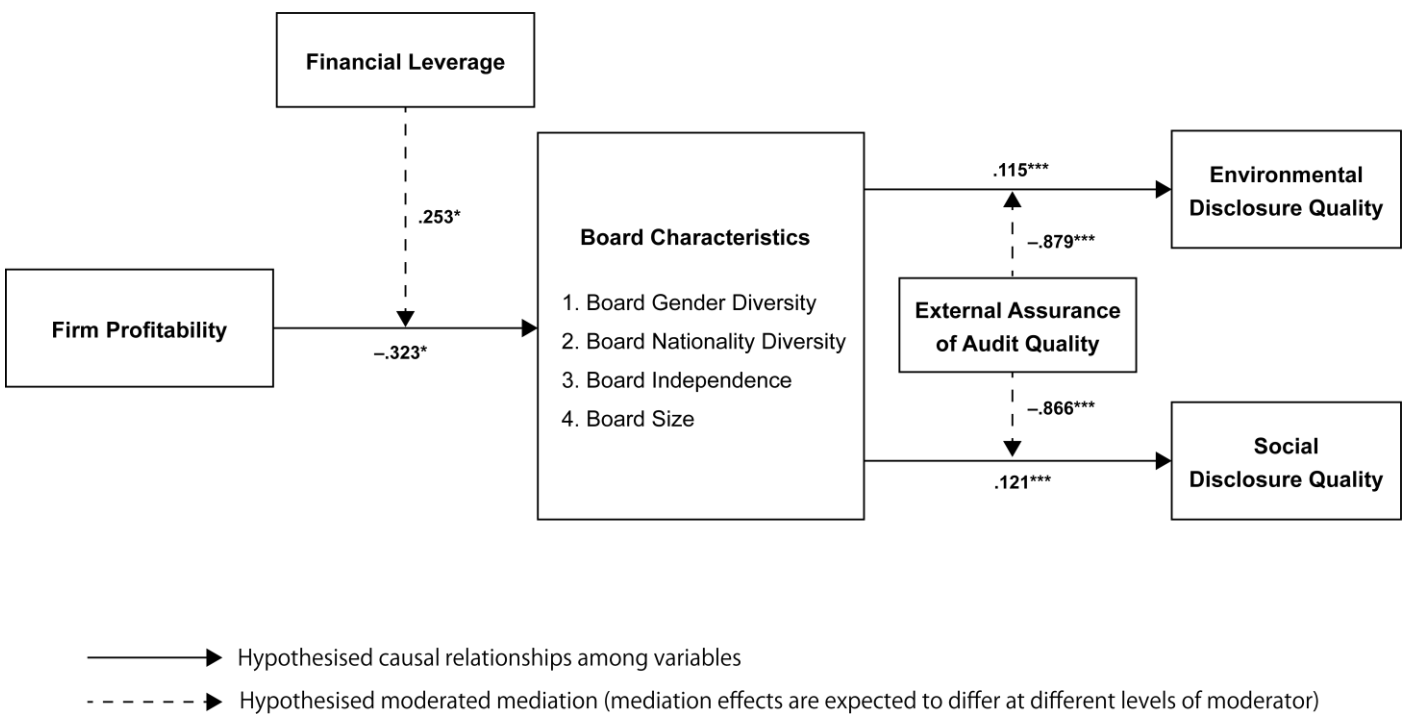 Financial Leverage
.253*
Firm Profitability
–.323*
Board Characteristics
1. Board Gender Diversity
2. Board Nationality Diversity
3. Board Independence
4. Board Size
.115***
–.879***
External Assurance
of Audit Quality
–.866***
.121***
Environmental
Disclosure Quality
Social
Disclosure Quality
Hypothesised causal relationships among variables
Hypothesised moderated mediation (mediation effects are expected to differ at different levels of moderator)